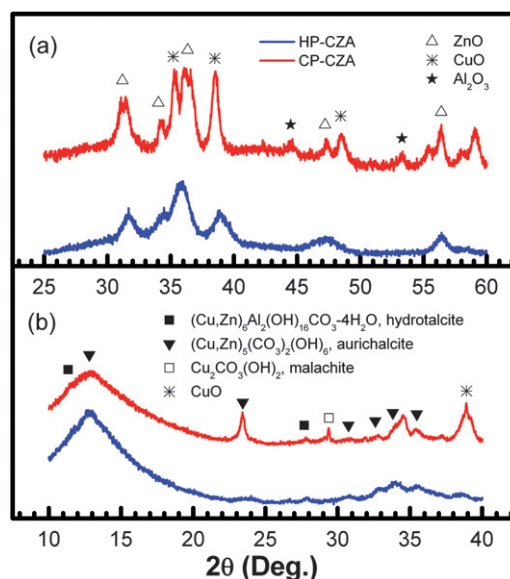 (a)
HP-CZA
CP-CZA
△ ZnO
✳ CuO
★ Al₂O₃
25 30 35 40 45 50 55 60
(b)
■ (Cu,Zn)₆Al₂(OH)₁₆CO₃-4H₂O, hydrotalcite
▼ (Cu,Zn)₅(CO₃)₂(OH)₆, aurichalcite
□ Cu₂CO₃(OH)₂, malachite
✳ CuO
10 15 20 25 30 35 40
2θ (Deg.)